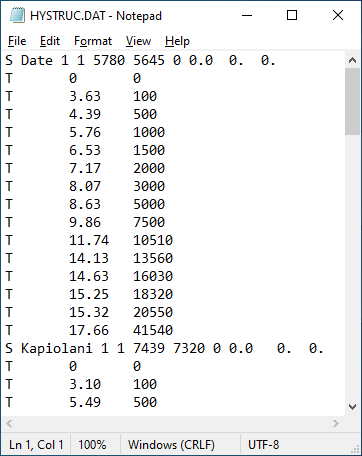 HYSTRUC.DAT - Notepad
File Edit Format View Help
S Date 1 1 5780 5645 0 0.0  0.  0.
T       0       0
T       3.63    100
T       4.39    500
T       5.76    1000
T       6.53    1500
T       7.17    2000
T       8.07    3000
T       8.63    5000
T       9.86    7500
T       11.74   10510
T       14.13   13560
T       14.63   16030
T       15.25   18320
T       15.32   20550
T       17.66   41540
S Kapiolani 1 1 7439 7320 0 0.0   0.  0.
T       0       0
T       3.10    100
T       5.49    500
Ln 1, Col 1 100% Windows (CRLF) UTF-8